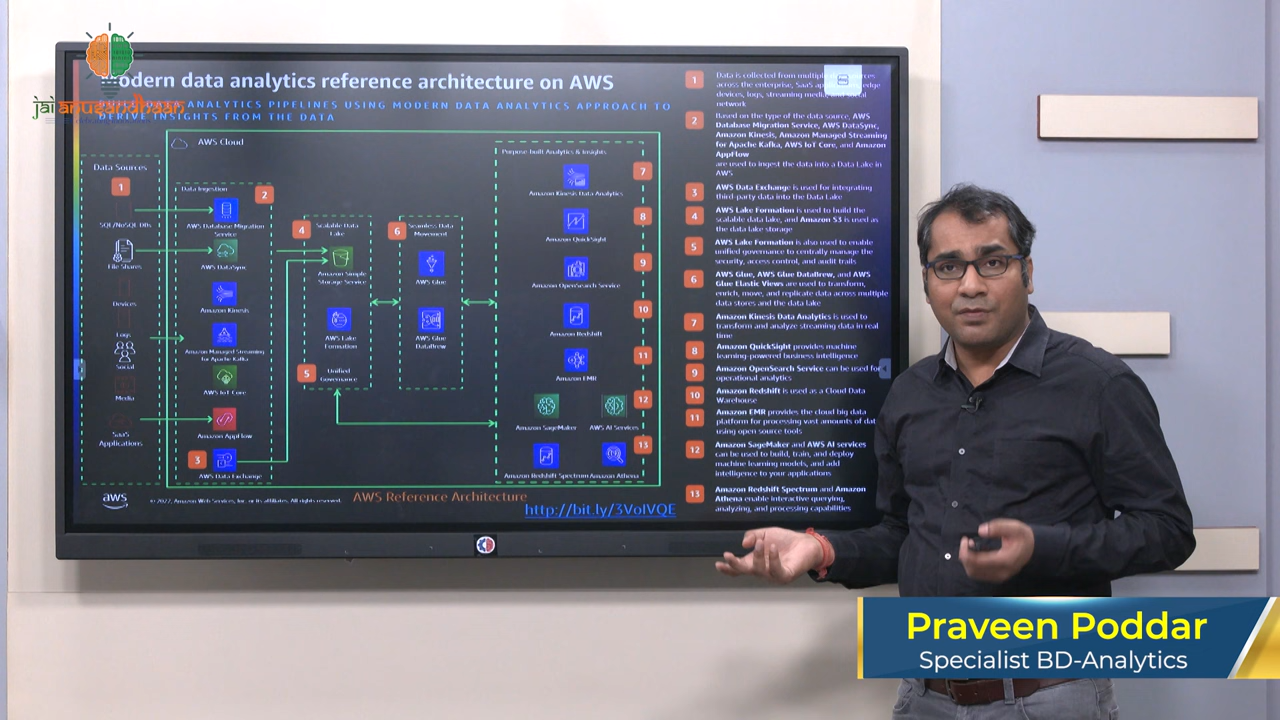 jai anusandhaan
Modern data analytics reference architecture on AWS
ANALYTICS PIPELINES USING MODERN DATA ANALYTICS APPROACH TO
DERIVE INSIGHTS FROM THE DATA
AWS Cloud
Data Sources
1
SQL/NoSQL DBs
File Shares
Devices
Logs
Social
Media
SaaS
Applications
Data Ingestion
2
AWS Database Migration
Service
AWS DataSync
Amazon Kinesis
Amazon Managed Streaming
for Apache Kafka
AWS IoT Core
Amazon AppFlow
3
AWS Data Exchange
4
Scalable Data
Lake
Amazon Simple
Storage Service
AWS Lake
Formation
5
Unified
Governance
6
Seamless Data
Movement
AWS Glue
AWS Glue
DataBrew
Purpose-built Analytics & Insights
7
Amazon Kinesis Data Analytics
8
Amazon QuickSight
9
Amazon OpenSearch Service
10
Amazon Redshift
11
Amazon EMR
12
Amazon SageMaker
AWS AI Services
13
Amazon Redshift Spectrum
Amazon Athena
aws
© 2022, Amazon Web Services, Inc. or its affiliates. All rights reserved.
AWS Reference Architecture
http://bit.ly/3VolVQE
1
Data is collected from
across the enterprise, SaaS
devices, logs, streaming media,
network
2
Based on the type of the data source, AWS
Database Migration Service, AWS DataSync,
Amazon Kinesis, Amazon Managed Streaming
for Apache Kafka, AWS IoT Core, and Amazon
AppFlow
are used to ingest the data into a Data Lake in
AWS
3
AWS Data Exchange is used for integrating
third-party data into the Data Lake
4
AWS Lake Formation is used to build the
scalable data lake, and Amazon S3 is used as
the data lake storage
5
AWS Lake Formation is also used to enable
unified governance to centrally manage the
security, access control, and audit trails
6
AWS Glue, AWS Glue DataBrew, and AWS
Glue Elastic Views are used to transform,
enrich, move, and replicate data across multiple
data stores and the data lake
7
Amazon Kinesis Data Analytics is used to
transform and analyze streaming data in real
time
8
Amazon QuickSight provides machine
learning-powered business intelligence
9
Amazon OpenSearch Service can be used for
operational analytics
10
Amazon Redshift is used as a Cloud Data
Warehouse
11
Amazon EMR provides the cloud big data
platform for processing vast amounts of dat
using open source tools
12
Amazon SageMaker and AWS AI services
can be used to build, train, and deploy
machine learning models, and add
intelligence to your applications
13
Amazon Redshift Spectrum and Amazon
Athena enable interactive querying,
analyzing, and processing capabilities
Praveen Poddar
Specialist BD-Analytics